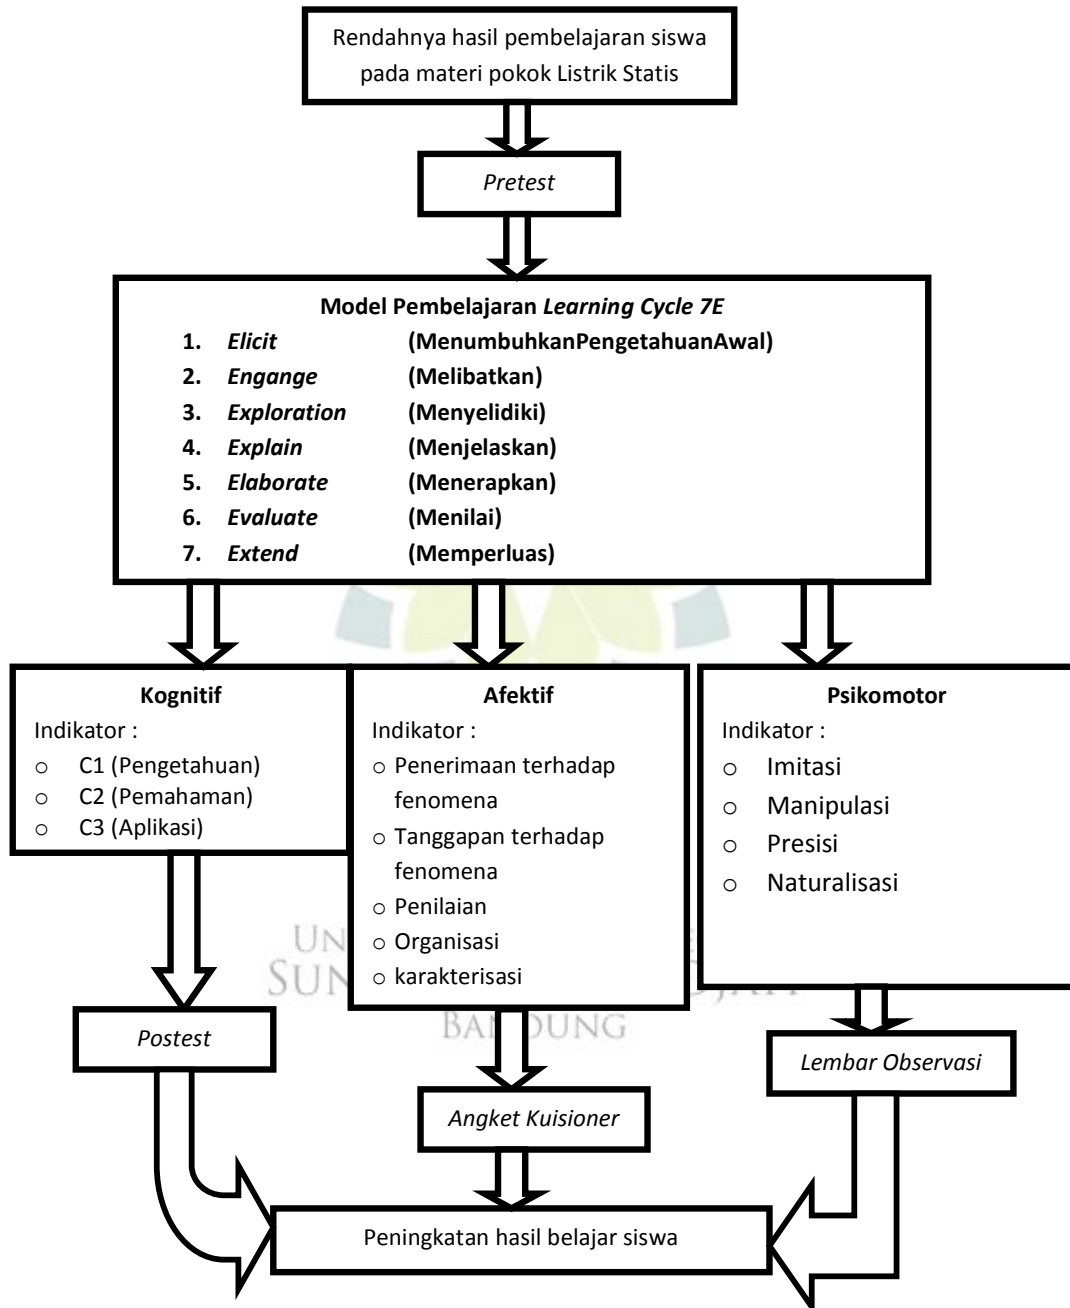 Rendahnya hasil pembelajaran siswa
pada materi pokok Listrik Statis
Pretest
Model Pembelajaran Learning Cycle 7E
1. Elicit (MenumbuhkanPengetahuanAwal)
2. Engange (Melibatkan)
3. Exploration (Menyelidiki)
4. Explain (Menjelaskan)
5. Elaborate (Menerapkan)
6. Evaluate (Menilai)
7. Extend (Memperluas)
Kognitif
Indikator :
o C1 (Pengetahuan)
o C2 (Pemahaman)
o C3 (Aplikasi)
Afektif
Indikator :
o Penerimaan terhadap
fenomena
o Tanggapan terhadap
fenomena
o Penilaian
o Organisasi
o karakterisasi
Psikomotor
Indikator :
o Imitasi
o Manipulasi
o Presisi
o Naturalisasi
BANDUNG
Postest
Angket Kuisioner
Lembar Observasi
Peningkatan hasil belajar siswa